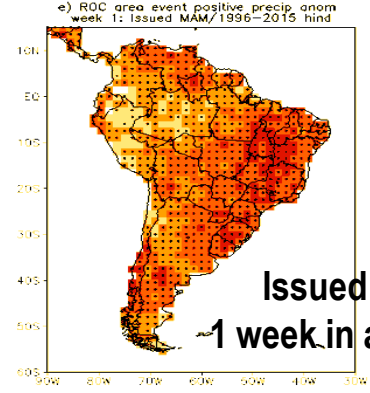 e) ROC area event positive precip anom
week 1: Issued MAM/1996-2015 hind
10N
EQ
10S
20S
30S
40S
50S
60S
90W 80W 70W 60W 50W 40W 30W
Issued
1 week in a